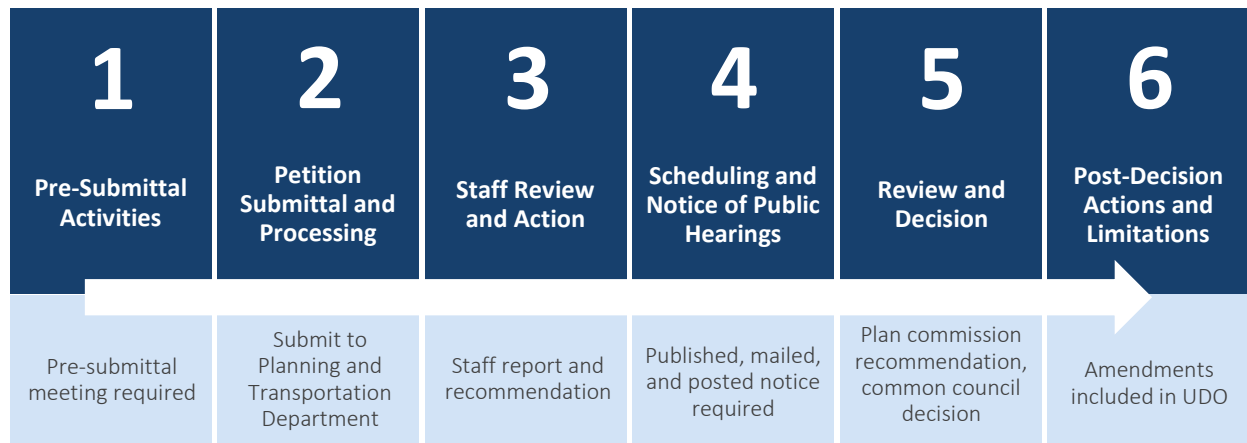 1
Pre-Submittal
Activities
Pre-submittal
meeting required
2
Petition
Submittal and
Processing
Submit to
Planning and
Transportation
Department
3
Staff Review
and Action
Staff report and
recommendation
4
Scheduling and
Notice of Public
Hearings
Published, mailed,
and posted notice
required
5
Review and
Decision
Plan commission
recommendation,
common council
decision
6
Post-Decision
Actions and
Limitations
Amendments
included in UDO